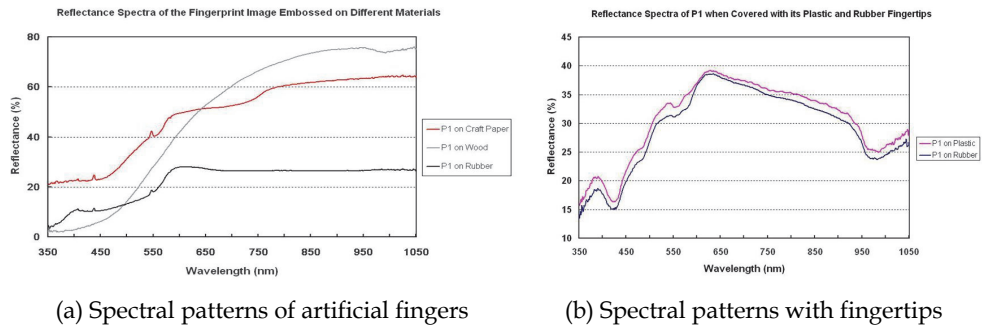 Reflectance Spectra of the Fingerprint Image Embossed on Different Materials
80
60
40
20
0
Reflectance (%)
350 450 550 650 750 850 950 1050
Wavelength (nm)
P1 on Craft Paper
P1 on Wood
P1 on Rubber
(a) Spectral patterns of artificial fingers
Reflectance Spectra of P1 when Covered with its Plastic and Rubber Fingertips
45
40
35
30
25
20
15
10
Reflectance (%)
350 450 550 650 750 850 950 1050
Wavelength (nm)
P1 on Plastic
P1 on Rubber
(b) Spectral patterns with fingertips